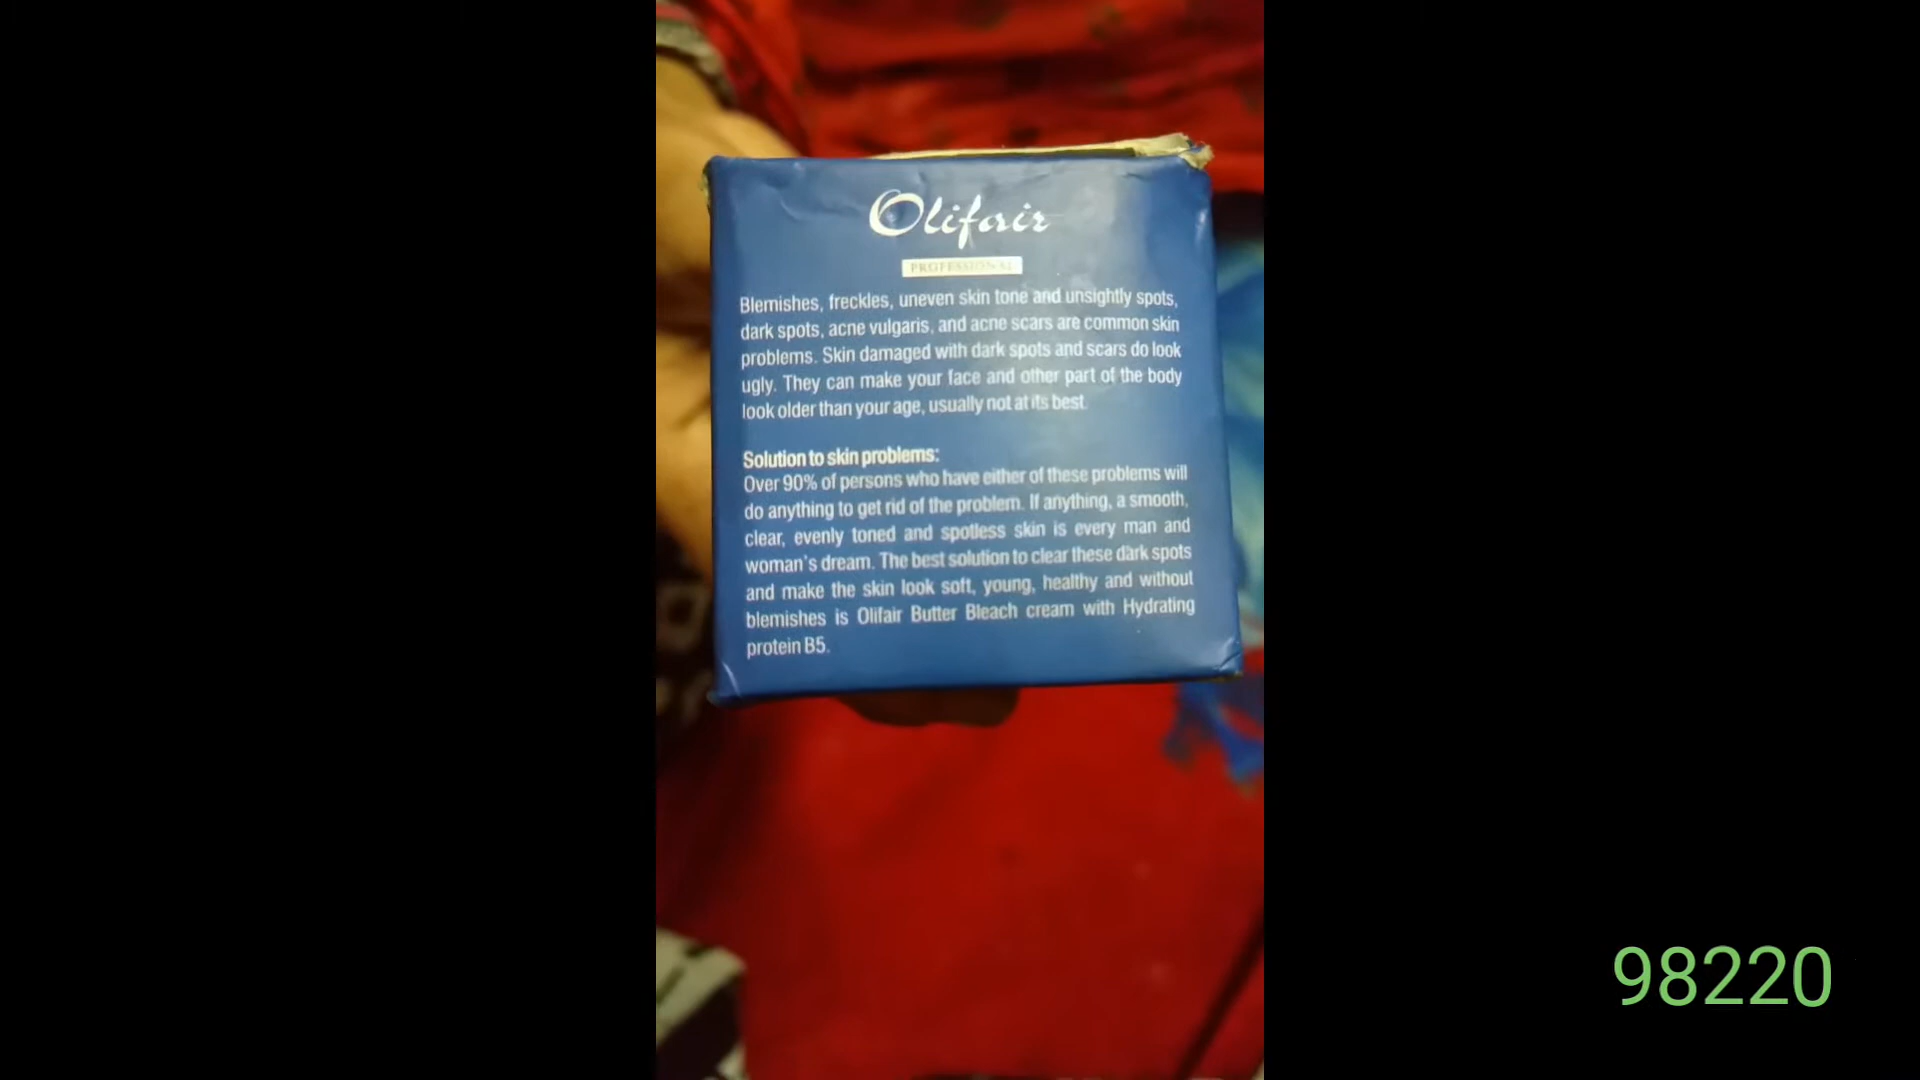 Olifair
PROFESSIONAL
Blemishes, freckles, uneven skin tone and unsightly spots,
dark spots, acne vulgaris, and acne scars are common skin
problems. Skin damaged with dark spots and scars do look
ugly. They can make your face and other part of the body
look older than your age, usually not at its best.
Solution to skin problems:
Over 90% of persons who have either of these problems will
do anything to get rid of the problem. If anything, a smooth,
clear, evenly toned and spotless skin is every man and
woman's dream. The best solution to clear these dark spots
and make the skin look soft, young, healthy and without
blemishes is Olifair Butter Bleach cream with Hydrating
protein B5.
98220